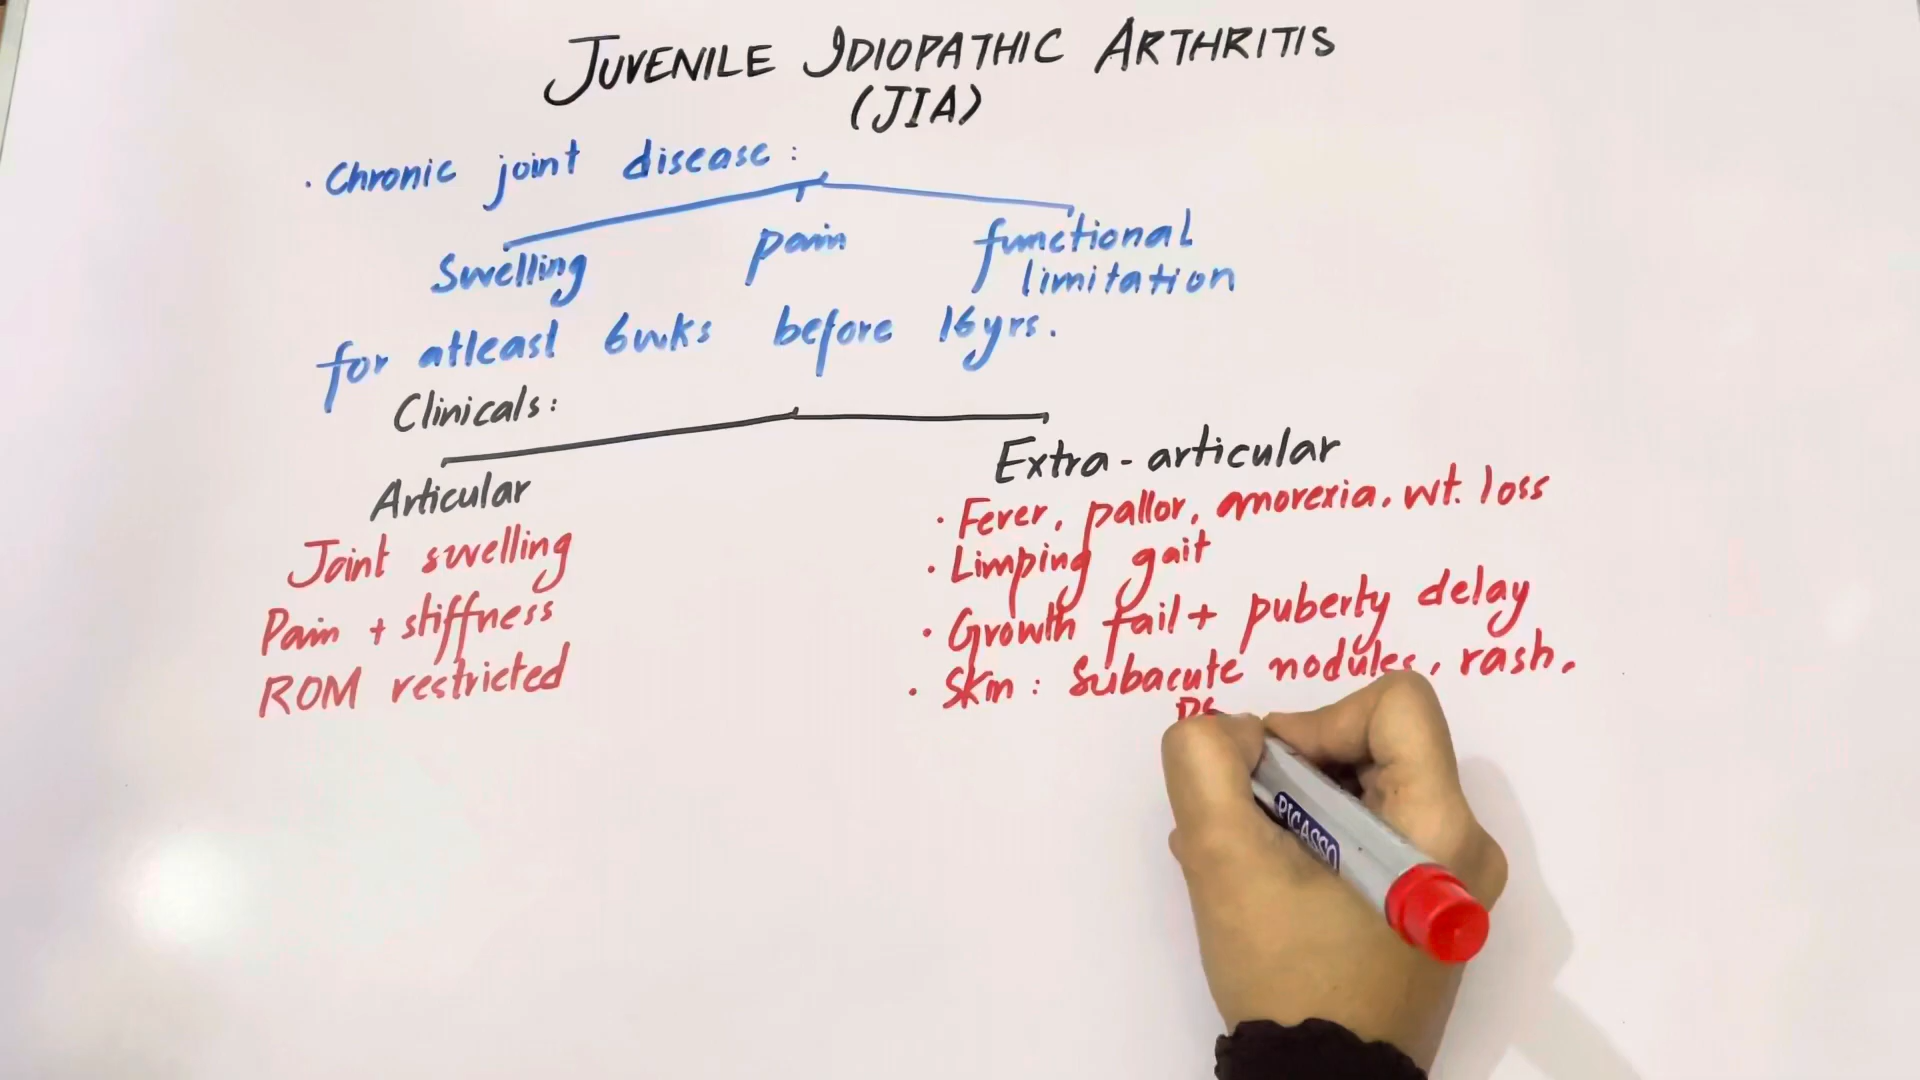 JUVENILE IDIOPATHIC ARTHRITIS
(JIA)
· Chronic joint disease:
Swelling pain functional
limitation
for atleast 6wks before 16yrs.
Clinicals:
Articular
Joint swelling
Pain + stiffness
ROM restricted
Extra-articular
· Fever, pallor, anorexia, wt. loss
· Limping gait
· Growth fail + puberty delay
· Skin: Subacute nodules, rash,
PICASSO